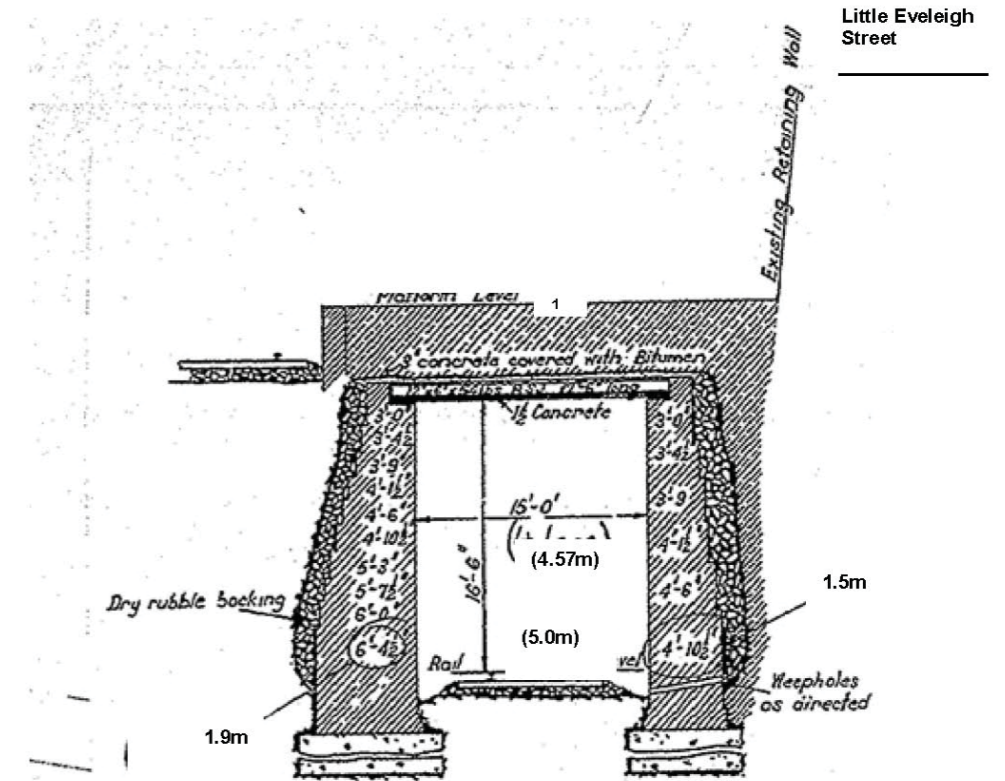 Little Eveleigh
Street
Existing Retaining Wall
Platform Level
1
3" concrete covered with Bitumen
long
1½" Concrete
3'-0"
3'-4½"
3'-9"
4'-1½"
4'-6"
4'-10½"
5'-3"
5'-7½"
6'-0"
6'-4½"
15'-0"
(4.57m)
16'-6"
(5.0m)
3'-0"
3'-4½"
3'-9
4'-1½"
4'-6"
4'-10½"
Dry rubble backing
Rail
vel
1.5m
Weepholes
as directed
1.9m